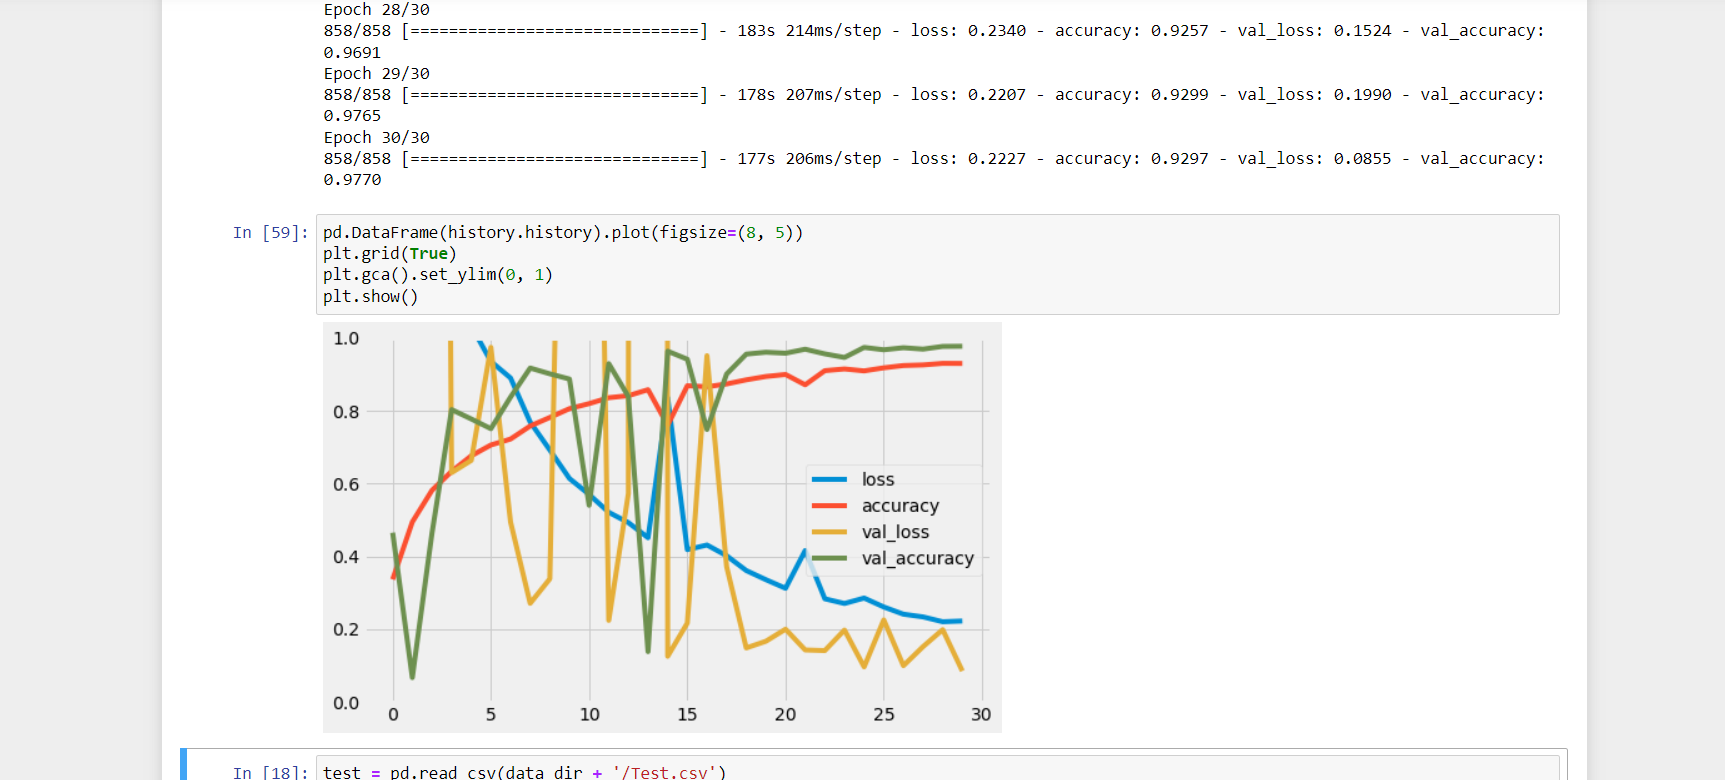 Epoch 28/30
858/858 [==============================] - 183s 214ms/step - loss: 0.2340 - accuracy: 0.9257 - val_loss: 0.1524 - val_accuracy:
0.9691
Epoch 29/30
858/858 [==============================] - 178s 207ms/step - loss: 0.2207 - accuracy: 0.9299 - val_loss: 0.1990 - val_accuracy:
0.9765
Epoch 30/30
858/858 [==============================] - 177s 206ms/step - loss: 0.2227 - accuracy: 0.9297 - val_loss: 0.0855 - val_accuracy:
0.9770
In [59]: pd.DataFrame(history.history).plot(figsize=(8, 5))
plt.grid(True)
plt.gca().set_ylim(0, 1)
plt.show()
1.0
0.8
0.6
0.4
0.2
0.0
0 5 10 15 20 25 30
loss
accuracy
val_loss
val_accuracy
In [18]: test = pd.read_csv(data_dir + '/Test.csv')